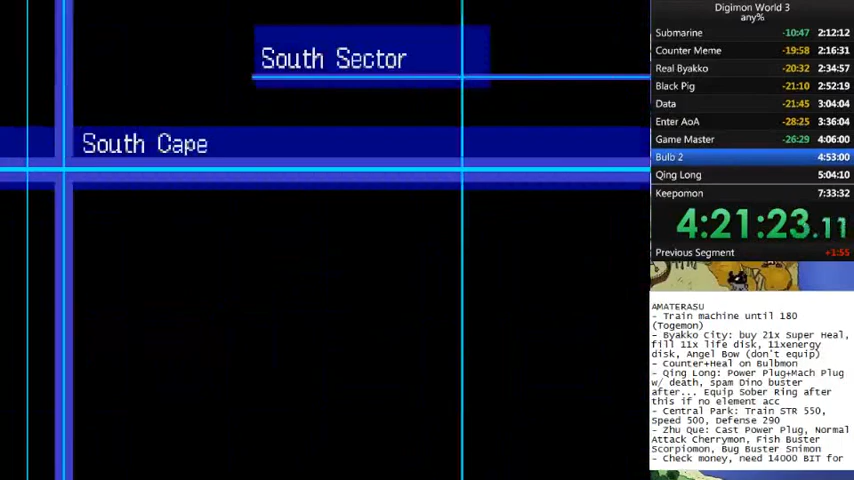 South Sector
South Cape
Digimon World 3
any%
Submarine -10:47 2:12:12
Counter Meme -19:58 2:16:31
Real Byakko -20:32 2:34:57
Black Pig -21:10 2:52:19
Data -21:45 3:04:04
Enter AoA -28:25 3:36:04
Game Master -26:29 4:06:00
Bulb 2 4:53:00
Qing Long 5:04:10
Keepomon 7:33:32
4:21:23.11
Previous Segment +1:55
AMATERASU
- Train machine until 180
(Togemon)
- Byakko City: buy 21x Super Heal,
fill 11x life disk, 11xenergy
disk, Angel Bow (don't equip)
- Counter+Heal on Bulbmon
- Qing Long: Power Plug+Mach Plug
w/ death, spam Dino buster
after... Equip Sober Ring after
this if no element acc
- Central Park: Train STR 550,
Speed 500, Defense 290
- Zhu Que: Cast Power Plug, Normal
Attack Cherrymon, Fish Buster
Scorpiomon, Bug Buster Snimon
- Check money, need 14000 BIT for